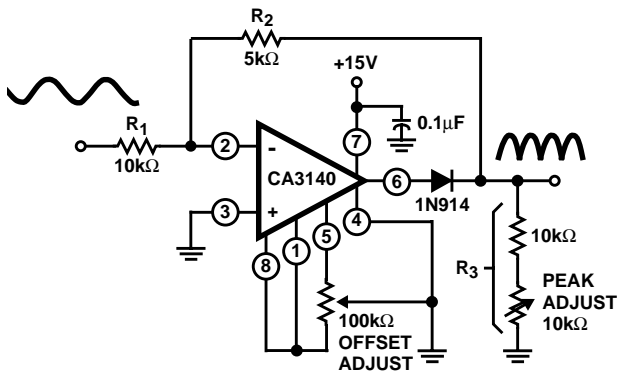 R2
5kΩ
+15V
0.1µF
R1
10kΩ
2
-
7
CA3140
6
1N914
3
+
4
5
1
8
10kΩ
R3
PEAK
ADJUST
10kΩ
100kΩ
OFFSET
ADJUST